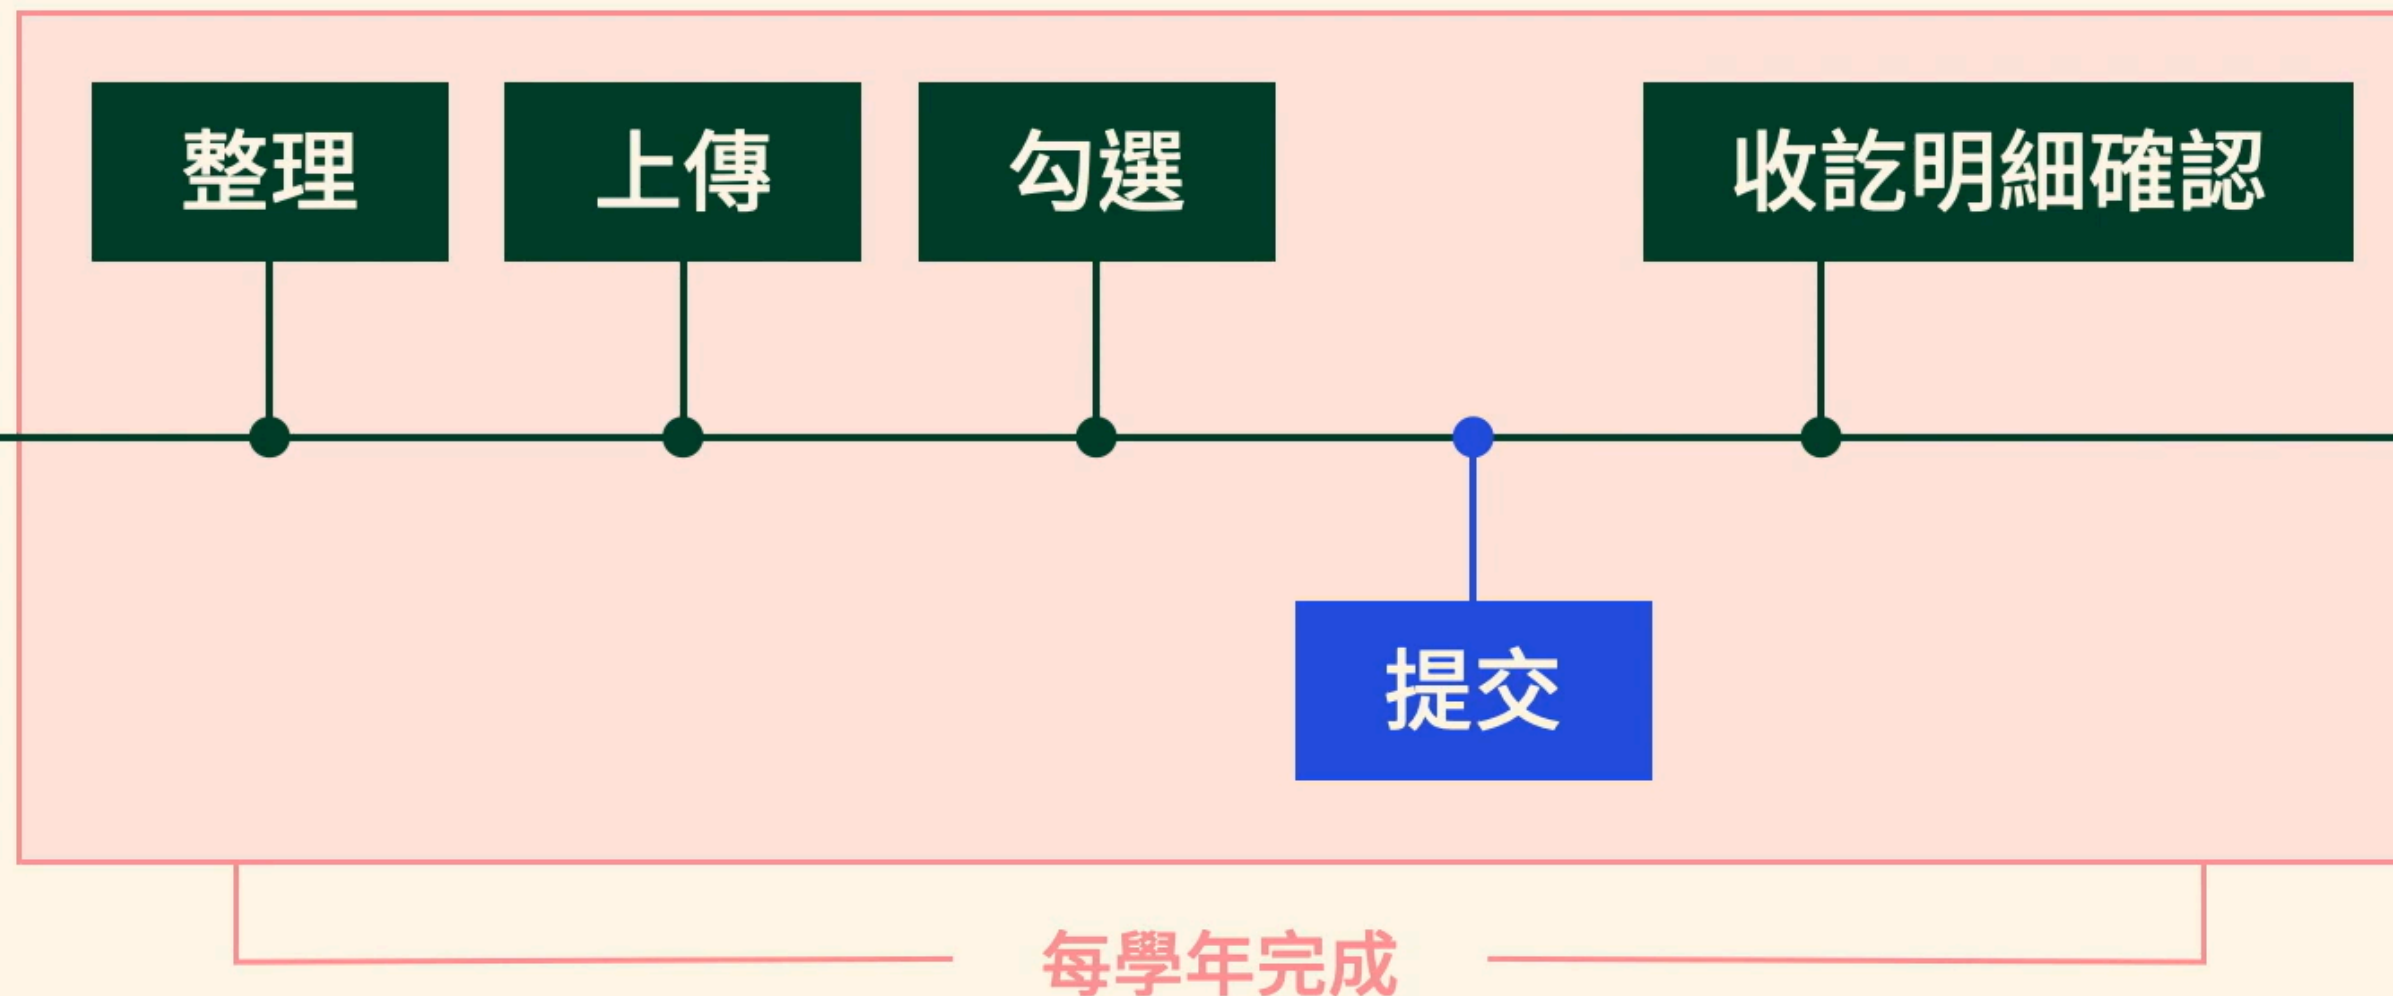 整理
上傳
勾選
收訖明細確認
提交
每學年完成